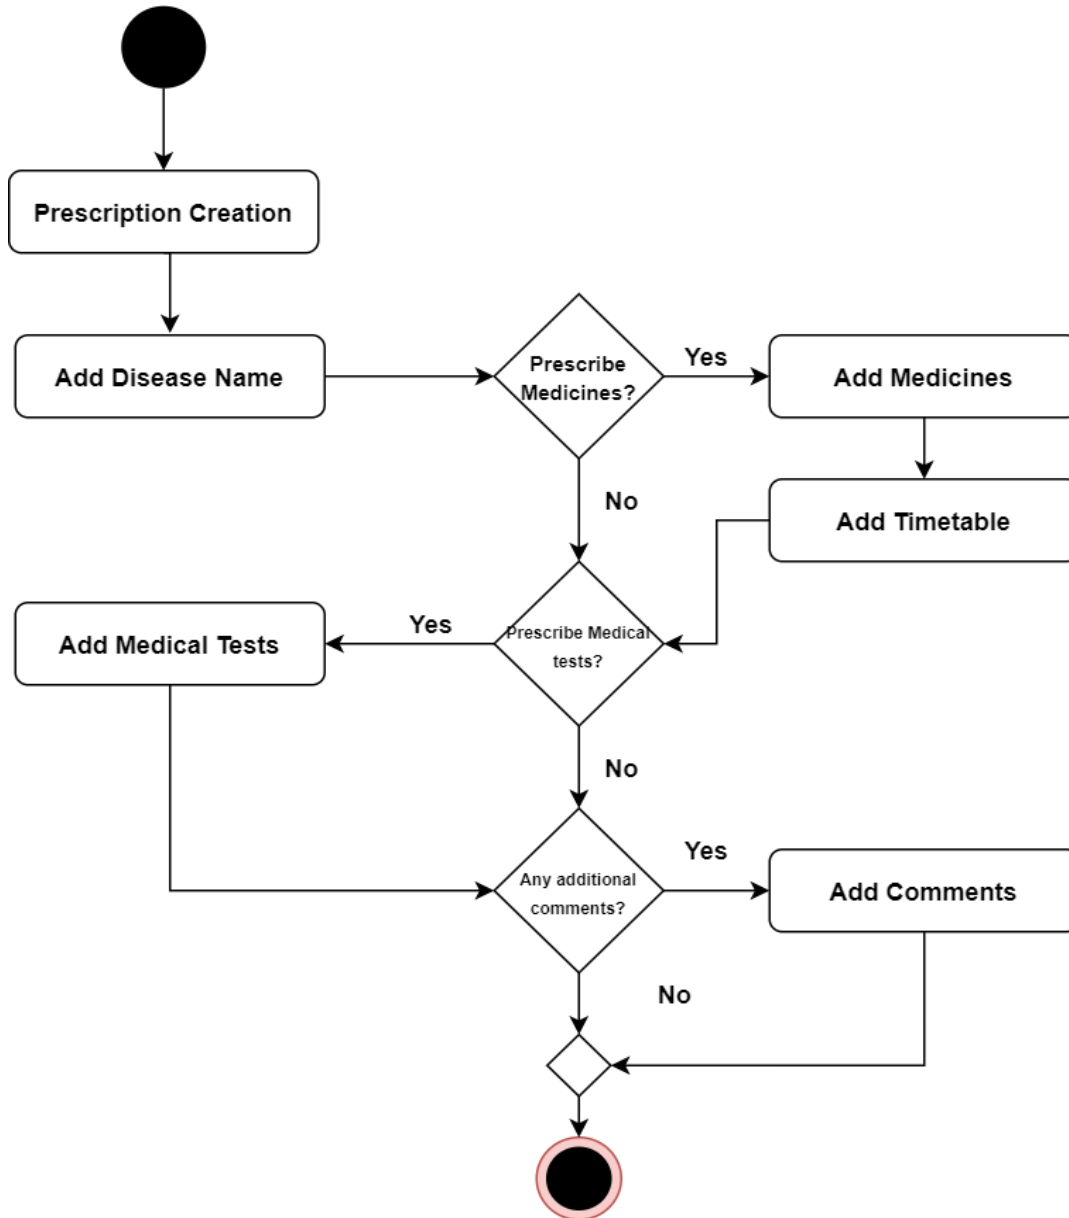 Prescription Creation
Add Disease Name
Prescribe
Medicines?
Yes
Add Medicines
No
Add Timetable
Add Medical Tests
Yes
Prescribe Medical
tests?
No
Any additional
comments?
Yes
Add Comments
No